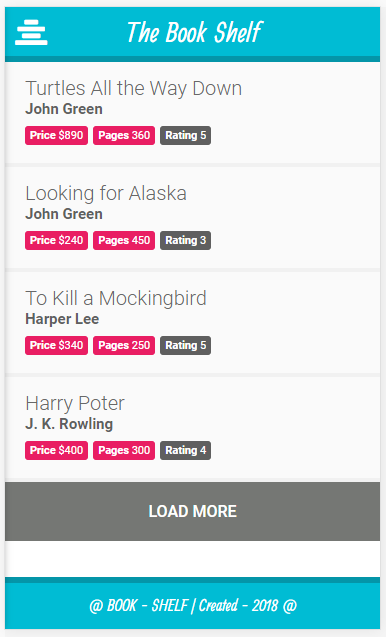 The Book Shelf
Turtles All the Way Down
John Green
Price $890 Pages 360 Rating 5
Looking for Alaska
John Green
Price $240 Pages 450 Rating 3
To Kill a Mockingbird
Harper Lee
Price $340 Pages 250 Rating 5
Harry Poter
J. K. Rowling
Price $400 Pages 300 Rating 4
LOAD MORE
@ BOOK - SHELF | Created - 2018 @